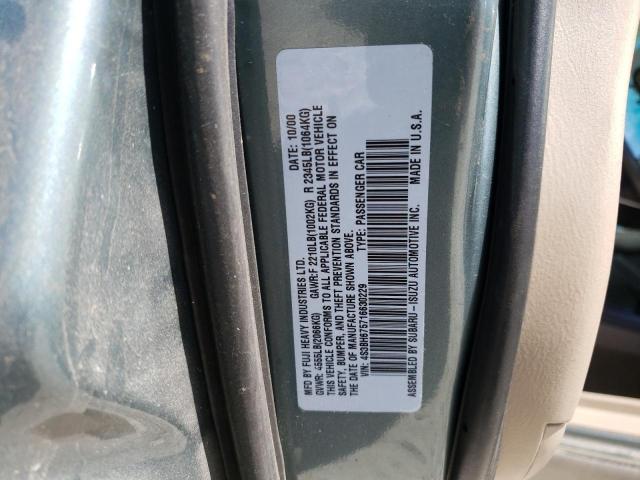 MFD BY FUJI HEAVY INDUSTRIES LTD. DATE: 10/00
GVWR: 4555LB(2066KG) GAWR:F 2210LB(1002KG) R 2345LB(1064KG)
THIS VEHICLE CONFORMS TO ALL APPLICABLE FEDERAL MOTOR VEHICLE
SAFETY, BUMPER, AND THEFT PREVENTION STANDARDS IN EFFECT ON
THE DATE OF MANUFACTURE SHOWN ABOVE.
VIN: 4S3BH675716630229 TYPE: PASSENGER CAR
ASSEMBLED BY SUBARU-ISUZU AUTOMOTIVE INC. MADE IN U.S.A.